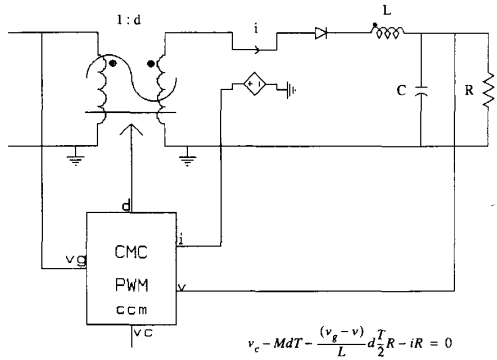 1 : d
i
L
C
R
+ -
d
CMC
i
vg
PWM
v
ccm
vc
v_c - MdT - \frac{(v_g - v)}{L} d \frac{T}{2} R - iR = 0